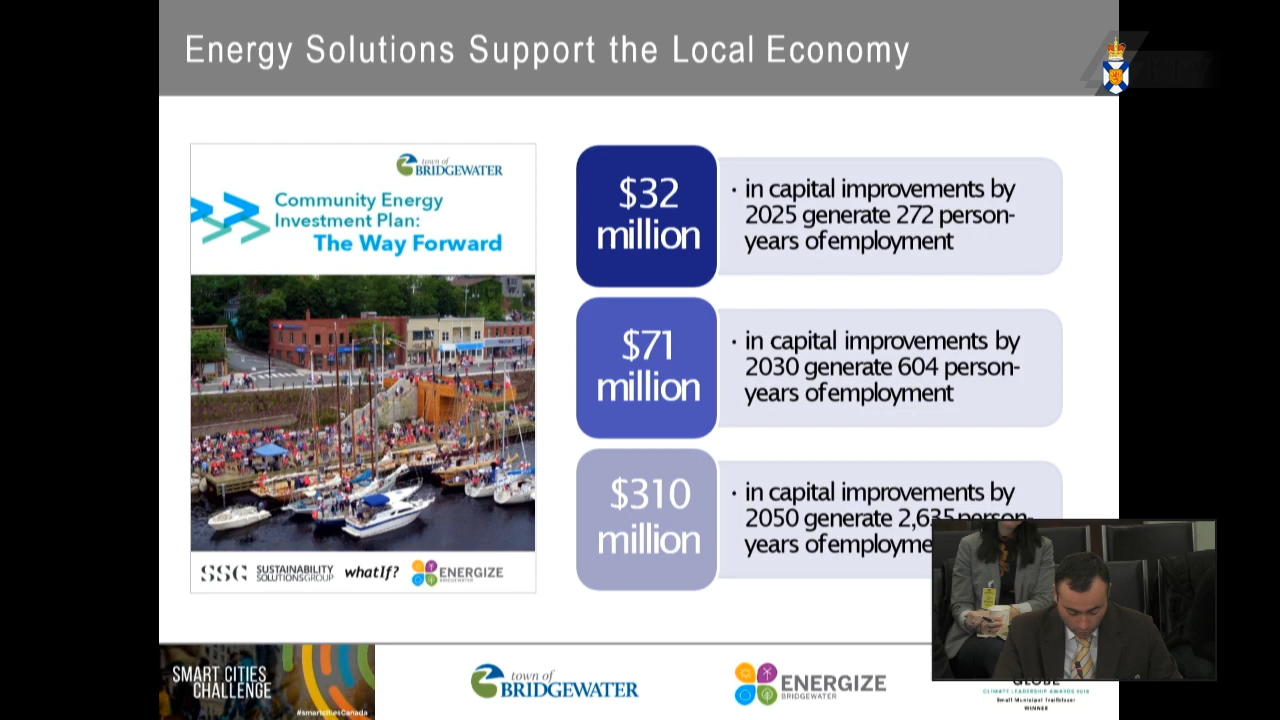 Energy Solutions Support the Local Economy
town of
BRIDGEWATER
Community Energy
Investment Plan:
The Way Forward
SSG SUSTAINABILITY
SOLUTIONSGROUP
whatIf?
ENERGIZE
BRIDGEWATER
$32
million
· in capital improvements by
2025 generate 272 person-
years of employment
$71
million
· in capital improvements by
2030 generate 604 person-
years of employment
$310
million
· in capital improvements by
2050 generate 2,635 person-
years of employme
SMART CITIES
CHALLENGE
#smartcitiesCanada
town of
BRIDGEWATER
ENERGIZE
BRIDGEWATER
GLOBE
CLIMATE LEADERSHIP AWARDS 2018
Small Municipal Trailblazer
WINNER